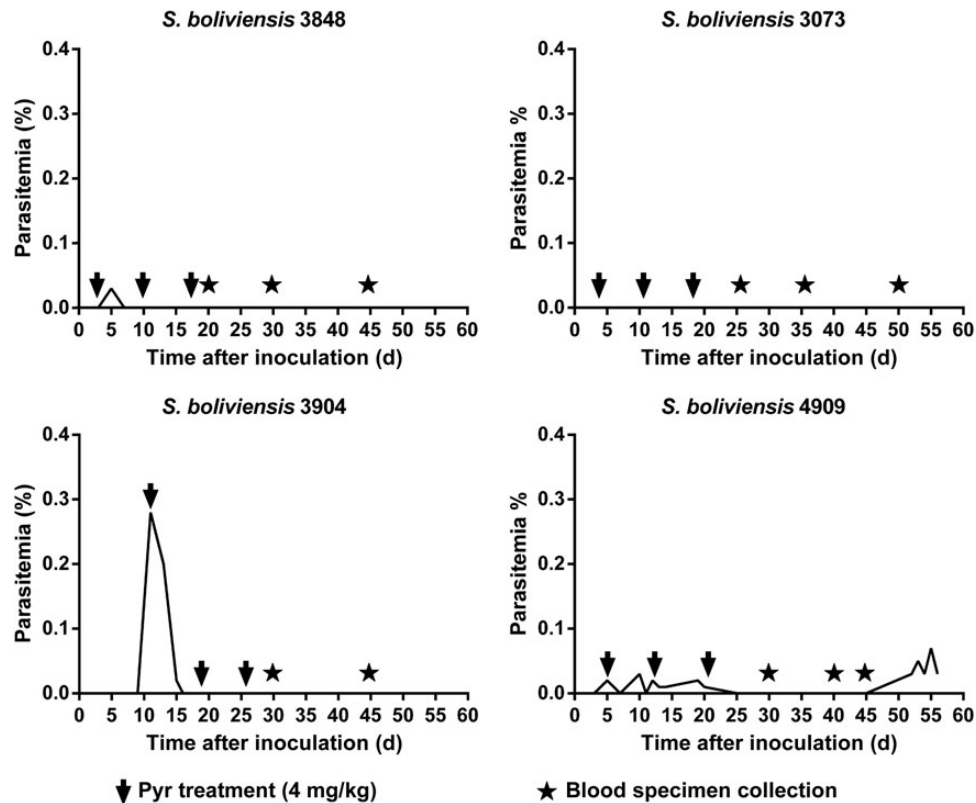 S. boliviensis 3848
Parasitemia (%)
0.4
0.3
0.2
0.1
0.0
0 5 10 15 20 25 30 35 40 45 50 55 60
Time after inoculation (d)
S. boliviensis 3073
Parasitemia %
0.4
0.3
0.2
0.1
0.0
0 5 10 15 20 25 30 35 40 45 50 55 60
Time after inoculation (d)
S. boliviensis 3904
Parasitemia (%)
0.4
0.3
0.2
0.1
0.0
0 5 10 15 20 25 30 35 40 45 50 55 60
Time after inoculation (d)
S. boliviensis 4909
Parasitemia %
0.4
0.3
0.2
0.1
0.0
0 5 10 15 20 25 30 35 40 45 50 55 60
Time after inoculation (d)
Pyr treatment (4 mg/kg)
Blood specimen collection